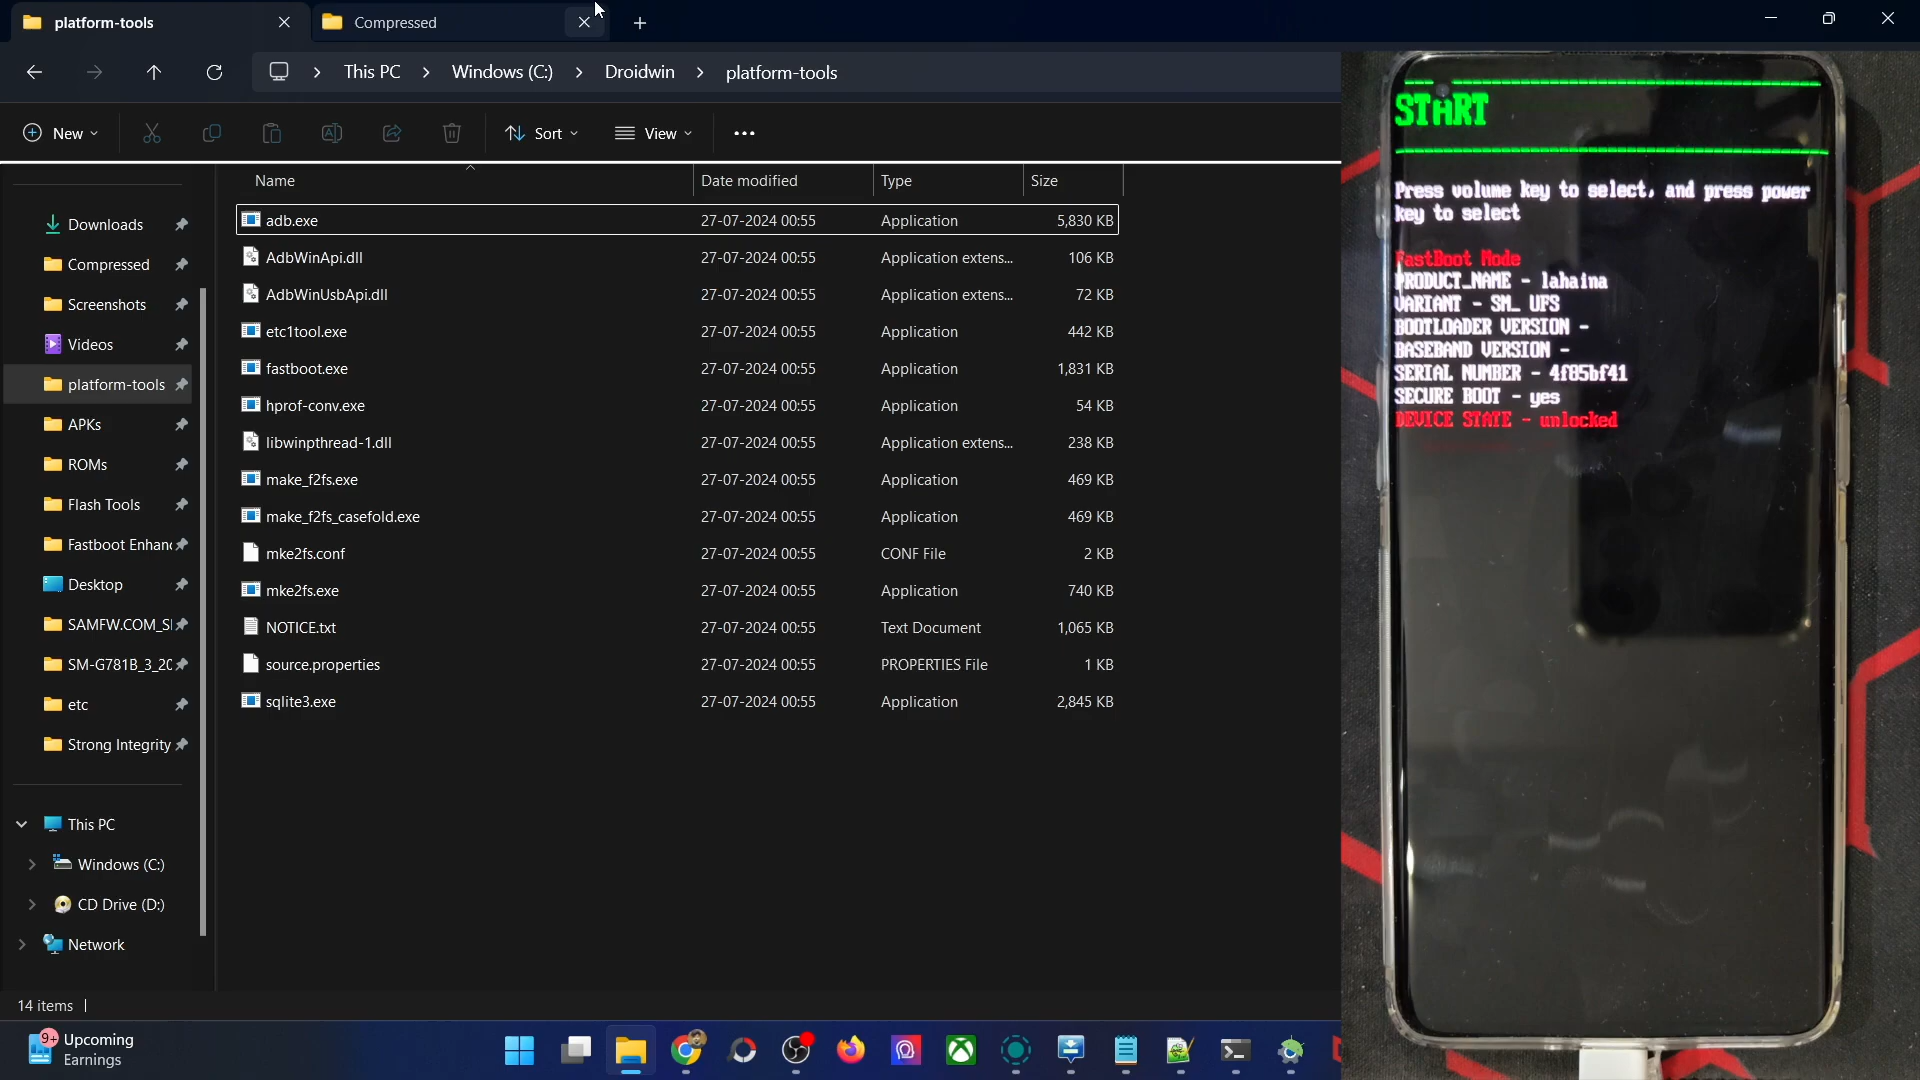 platform-tools
Compressed
This PC > Windows (C:) > Droidwin > platform-tools
New
Sort
View
Name
Date modified
Type
Size
Downloads
Compressed
Screenshots
Videos
platform-tools
APKs
ROMs
Flash Tools
Fastboot Enhanc
Desktop
SAMFW.COM_S
SM-G781B_3_20
etc
Strong Integrity
This PC
Windows (C:)
CD Drive (D:)
Network
adb.exe 27-07-2024 00:55 Application 5,830 KB
AdbWinApi.dll 27-07-2024 00:55 Application extens... 106 KB
AdbWinUsbApi.dll 27-07-2024 00:55 Application extens... 72 KB
etc1tool.exe 27-07-2024 00:55 Application 442 KB
fastboot.exe 27-07-2024 00:55 Application 1,831 KB
hprof-conv.exe 27-07-2024 00:55 Application 54 KB
libwinpthread-1.dll 27-07-2024 00:55 Application extens... 238 KB
make_f2fs.exe 27-07-2024 00:55 Application 469 KB
make_f2fs_casefold.exe 27-07-2024 00:55 Application 469 KB
mke2fs.conf 27-07-2024 00:55 CONF File 2 KB
mke2fs.exe 27-07-2024 00:55 Application 740 KB
NOTICE.txt 27-07-2024 00:55 Text Document 1,065 KB
source.properties 27-07-2024 00:55 PROPERTIES File 1 KB
sqlite3.exe 27-07-2024 00:55 Application 2,845 KB
14 items
9+
Upcoming
Earnings
START
Press volume key to select, and press power
key to select
FastBoot Mode
PRODUCT_NAME - lahaina
VARIANT - SM_ UFS
BOOTLOADER VERSION -
BASEBAND VERSION -
SERIAL NUMBER - 4f85bf41
SECURE BOOT - yes
DEVICE STATE - unlocked